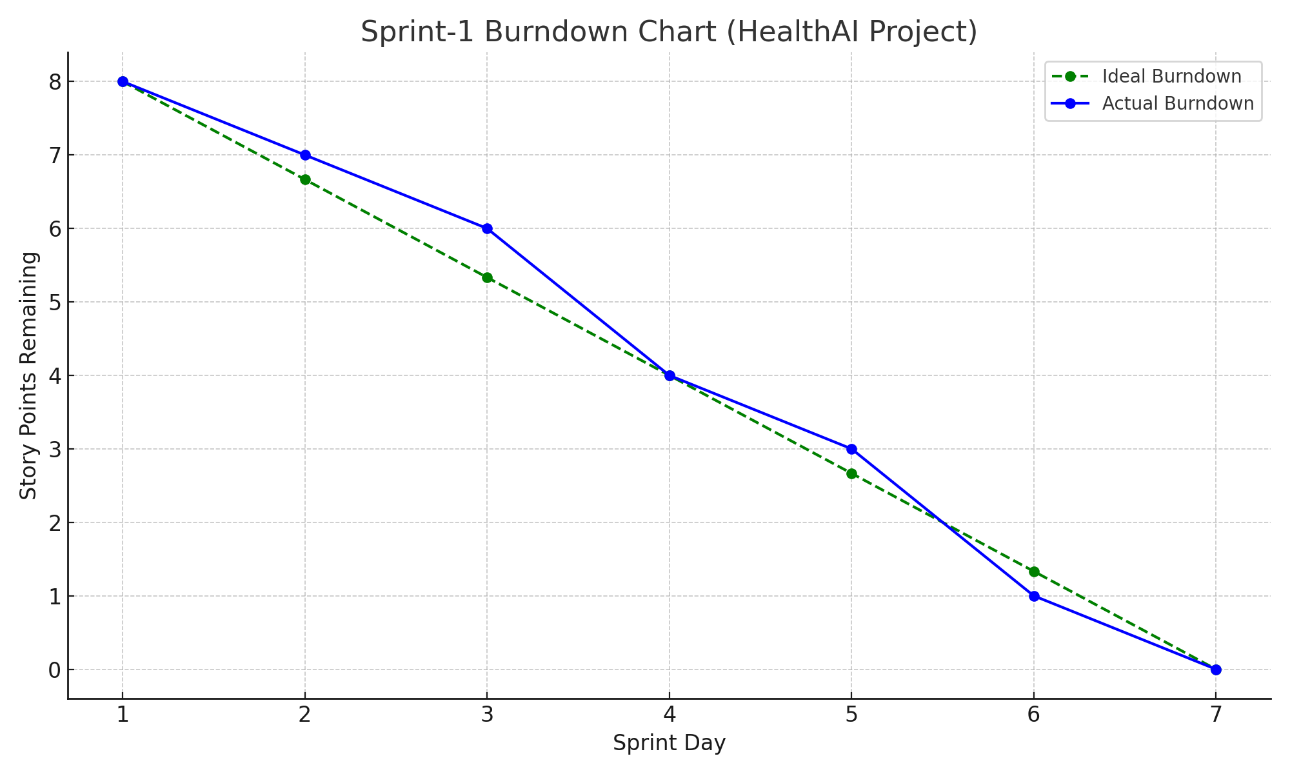 Sprint-1 Burndown Chart (HealthAI Project)
Ideal Burndown
Actual Burndown
Story Points Remaining
8
7
6
5
4
3
2
1
0
1 2 3 4 5 6 7
Sprint Day